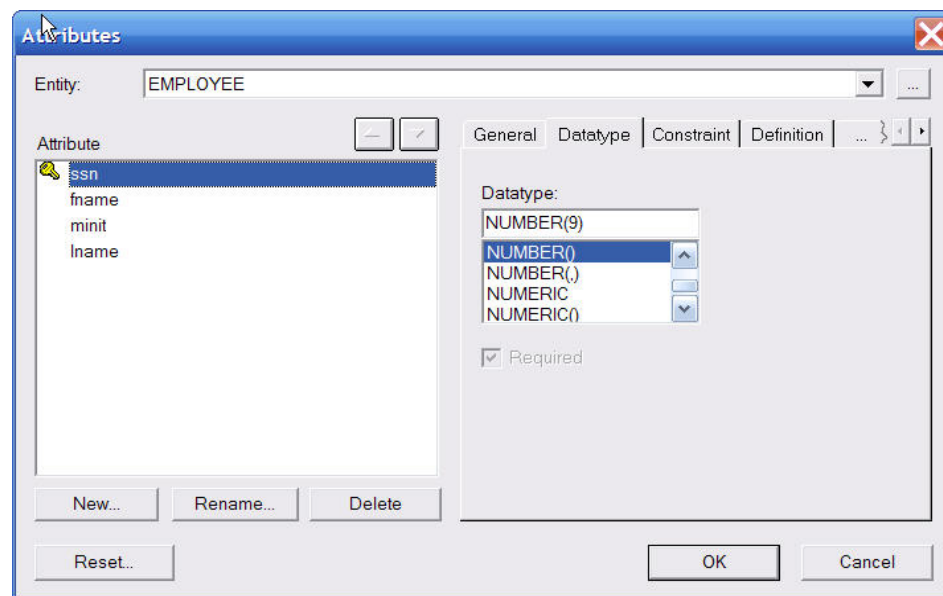 Attributes
Entity:
EMPLOYEE
...
Attribute
ssn
fname
minit
lname
New...
Rename...
Delete
Reset...
General
Datatype
Constraint
Definition
...
Datatype:
NUMBER(9)
NUMBER()
NUMBER(,)
NUMERIC
NUMERIC()
Required
OK
Cancel